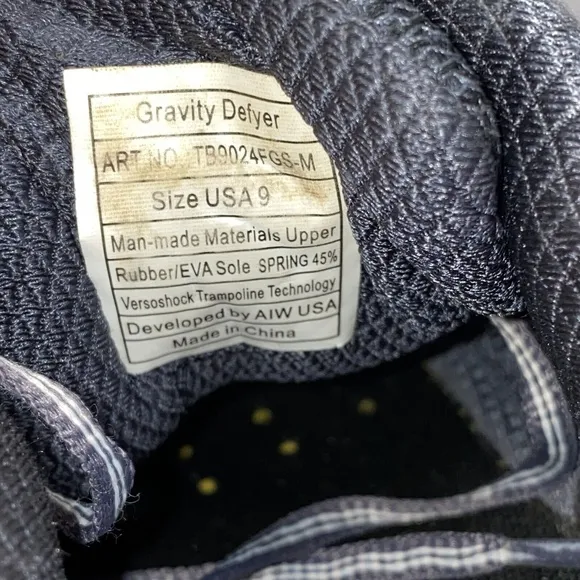 Gravity Defyer
ART NO. TB9024FGS-M
Size USA 9
Man-made Materials Upper
Rubber/EVA Sole SPRING 45%
Versoshock Trampoline Technology
Developed by AIW USA
Made in China